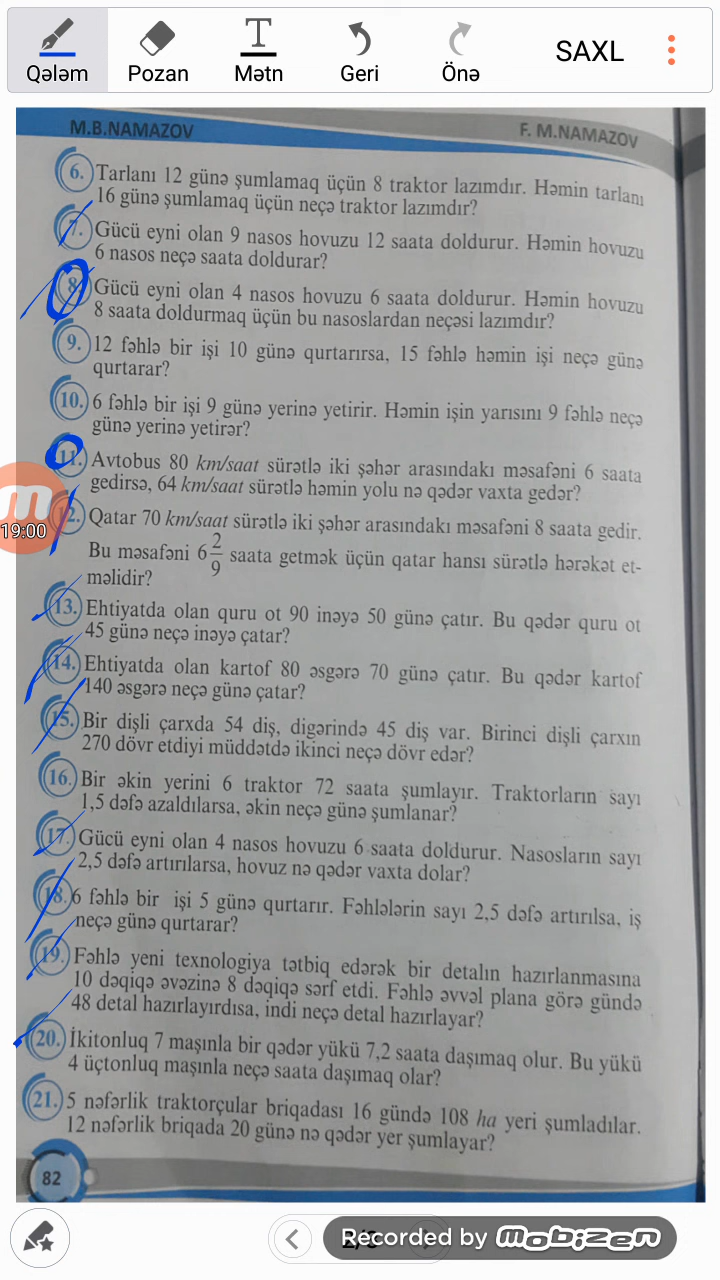 Qələm
Pozan
Mətn
Geri
Önə
SAXL
M.B.NAMAZOV
F. M.NAMAZOV
6. Tarlanı 12 günə şumlamaq üçün 8 traktor lazımdır. Həmin tarlanı
16 günə şumlamaq üçün neçə traktor lazımdır?
7. Gücü eyni olan 9 nasos hovuzu 12 saata doldurur. Həmin hovuzu
6 nasos neçə saata doldurar?
8. Gücü eyni olan 4 nasos hovuzu 6 saata doldurur. Həmin hovuzu
8 saata doldurmaq üçün bu nasoslardan neçəsi lazımdır?
9. 12 fəhlə bir işi 10 günə qurtarırsa, 15 fəhlə həmin işi neçə günə
qurtarar?
10. 6 fəhlə bir işi 9 günə yerinə yetirir. Həmin işin yarısını 9 fəhlə neçə
günə yerinə yetirər?
11. Avtobus 80 km/saat sürətlə iki şəhər arasındakı məsafəni 6 saata
gedirsə, 64 km/saat sürətlə həmin yolu nə qədər vaxta gedər?
19:00
12. Qatar 70 km/saat sürətlə iki şəhər arasındakı məsafəni 8 saata gedir.
Bu məsafəni 6 2/9 saata getmək üçün qatar hansı sürətlə hərəkət et-
məlidir?
13. Ehtiyatda olan quru ot 90 inəyə 50 günə çatır. Bu qədər quru ot
45 günə neçə inəyə çatar?
14. Ehtiyatda olan kartof 80 əsgərə 70 günə çatır. Bu qədər kartof
140 əsgərə neçə günə çatar?
15. Bir dişli çarxda 54 diş, digərində 45 diş var. Birinci dişli çarxın
270 dövr etdiyi müddətdə ikinci neçə dövr edər?
16. Bir əkin yerini 6 traktor 72 saata şumlayır. Traktorların sayı
1,5 dəfə azaldılarsa, əkin neçə günə şumlanar?
17. Gücü eyni olan 4 nasos hovuzu 6 saata doldurur. Nasosların sayı
2,5 dəfə artırılarsa, hovuz nə qədər vaxta dolar?
18. 6 fəhlə bir işi 5 günə qurtarır. Fəhlələrin sayı 2,5 dəfə artırılsa, iş
neçə günə qurtarar?
19. Fəhlə yeni texnologiya tətbiq edərək bir detalın hazırlanmasına
10 dəqiqə əvəzinə 8 dəqiqə sərf etdi. Fəhlə əvvəl plana görə gündə
48 detal hazırlayırdısa, indi neçə detal hazırlayar?
20. İkitonluq 7 maşınla bir qədər yükü 7,2 saata daşımaq olur. Bu yükü
4 üçtonluq maşınla neçə saata daşımaq olar?
21. 5 nəfərlik traktorçular briqadası 16 gündə 108 ha yeri şumladılar.
12 nəfərlik briqada 20 günə nə qədər yer şumlayar?
82
Recorded by MOBIZEN